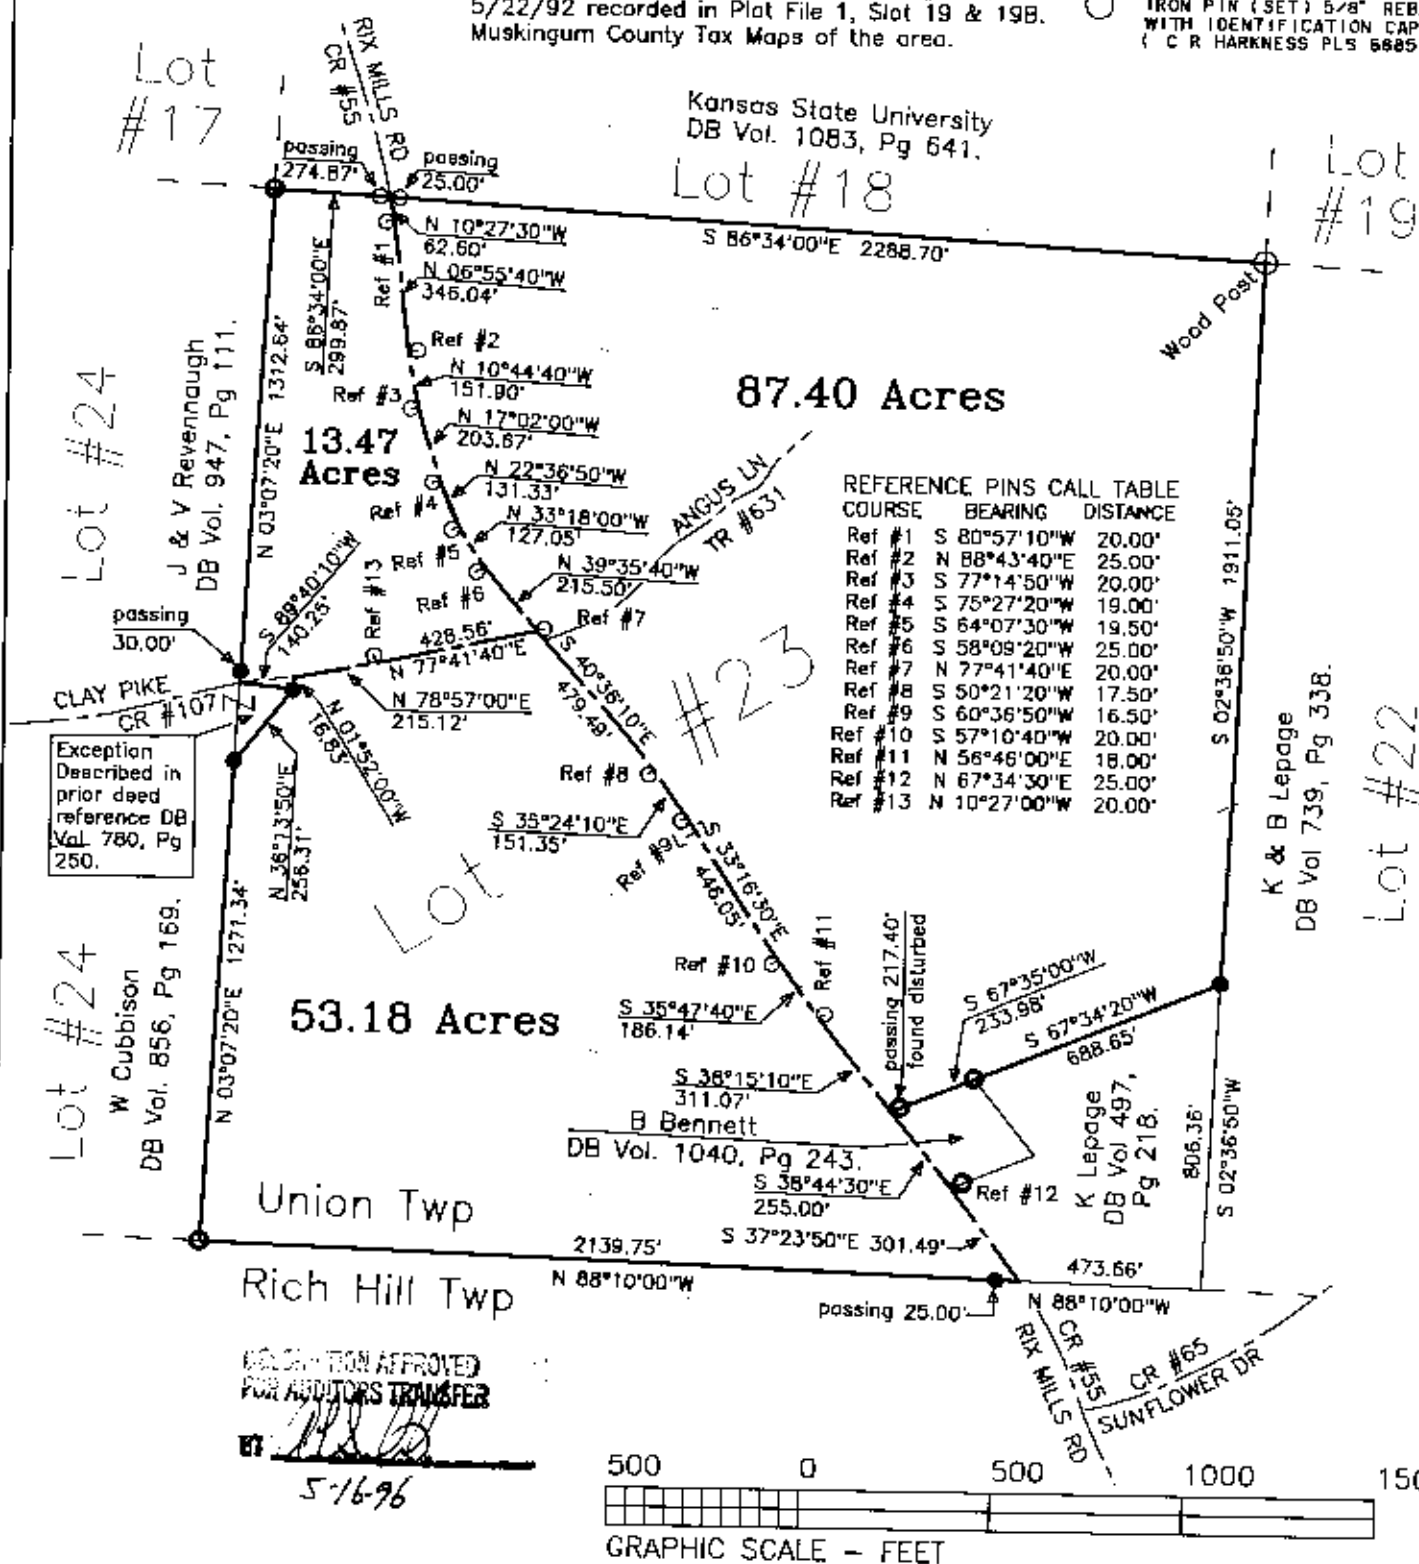 5/22/92 recorded in Plat File 1, Slot 19 & 19B.
Muskingum County Tax Maps of the area.
IRON PIN (SET) 5/8" REB
WITH IDENTIFICATION CAP
( C R HARKNESS PLS 6685
Lot
#17
RIX MILLS RD
CR #55
Kansas State University
DB Vol. 1083, Pg 641.
Lot #18
Lot
#19
passing
274.87'
passing
25.00'
S 86°34'00"E 2288.70'
Wood Post
N 10°27'30"W
62.60'
Ref #1
N 06°55'40"W
346.04'
S 86°34'00"E
299.87'
Ref #2
N 10°44'40"W
151.90'
Ref #3
N 17°02'00"W
203.67'
87.40 Acres
13.47
Acres
N 03°07'20"E 1312.64'
J & V Revennaugh
DB Vol. 947, Pg 111.
Lot #24
N 22°36'50"W
131.33'
Ref #4
N 33°18'00"W
127.05'
Ref #5
N 39°35'40"W
215.50'
Ref #6
Ref #7
ANGUS LN
TR #631
REFERENCE PINS CALL TABLE
COURSE BEARING DISTANCE
Ref #1 S 80°57'10"W 20.00'
Ref #2 N 88°43'40"E 25.00'
Ref #3 S 77°14'50"W 20.00'
Ref #4 S 75°27'20"W 19.00'
Ref #5 S 64°07'30"W 19.50'
Ref #6 S 58°09'20"W 25.00'
Ref #7 N 77°41'40"E 20.00'
Ref #8 S 50°21'20"W 17.50'
Ref #9 S 60°36'50"W 16.50'
Ref #10 S 57°10'40"W 20.00'
Ref #11 N 56°46'00"E 18.00'
Ref #12 N 67°34'30"E 25.00'
Ref #13 N 10°27'00"W 20.00'
S 02°36'50"W 1911.05'
K & B Lepage
DB Vol 739, Pg 338.
Lot #22
passing
30.00'
S 89°40'10"W
140.25'
Ref #13
428.56'
N 77°41'40"E
N 78°57'00"E
215.12'
CLAY PIKE
CR #107
N 01°52'00"W
16.83'
Exception
Described in
prior deed
reference DB
Vol. 780, Pg
250.
N 36°13'50"E
256.31'
S 40°36'10"E
479.49'
Lot #23
Ref #8
S 35°24'10"E
151.35'
Ref #9
S 33°16'30"E
446.05'
Ref #10
Ref #11
S 35°47'40"E
186.14'
passing 217.40'
found disturbed
S 67°35'00"W
233.98'
S 67°34'20"W
688.65'
N 03°07'20"E 1271.34'
W Cubbison
DB Vol. 856, Pg 169.
Lot #24
53.18 Acres
S 38°15'10"E
311.07'
B Bennett
DB Vol. 1040, Pg 243.
S 38°44'30"E
255.00'
Ref #12
K Lepage
DB Vol 497,
Pg 218.
806.36'
S 02°36'50"W
S 37°23'50"E 301.49'
Union Twp
2139.75'
N 88°10'00"W
Rich Hill Twp
passing 25.00'
473.66'
N 88°10'00"W
CR #55
RIX MILLS RD
CR #65
SUNFLOWER DR
APPROVED
FOR AUDITORS TRANSFER
BY
5-16-96
500 0 500 1000 150
GRAPHIC SCALE - FEET